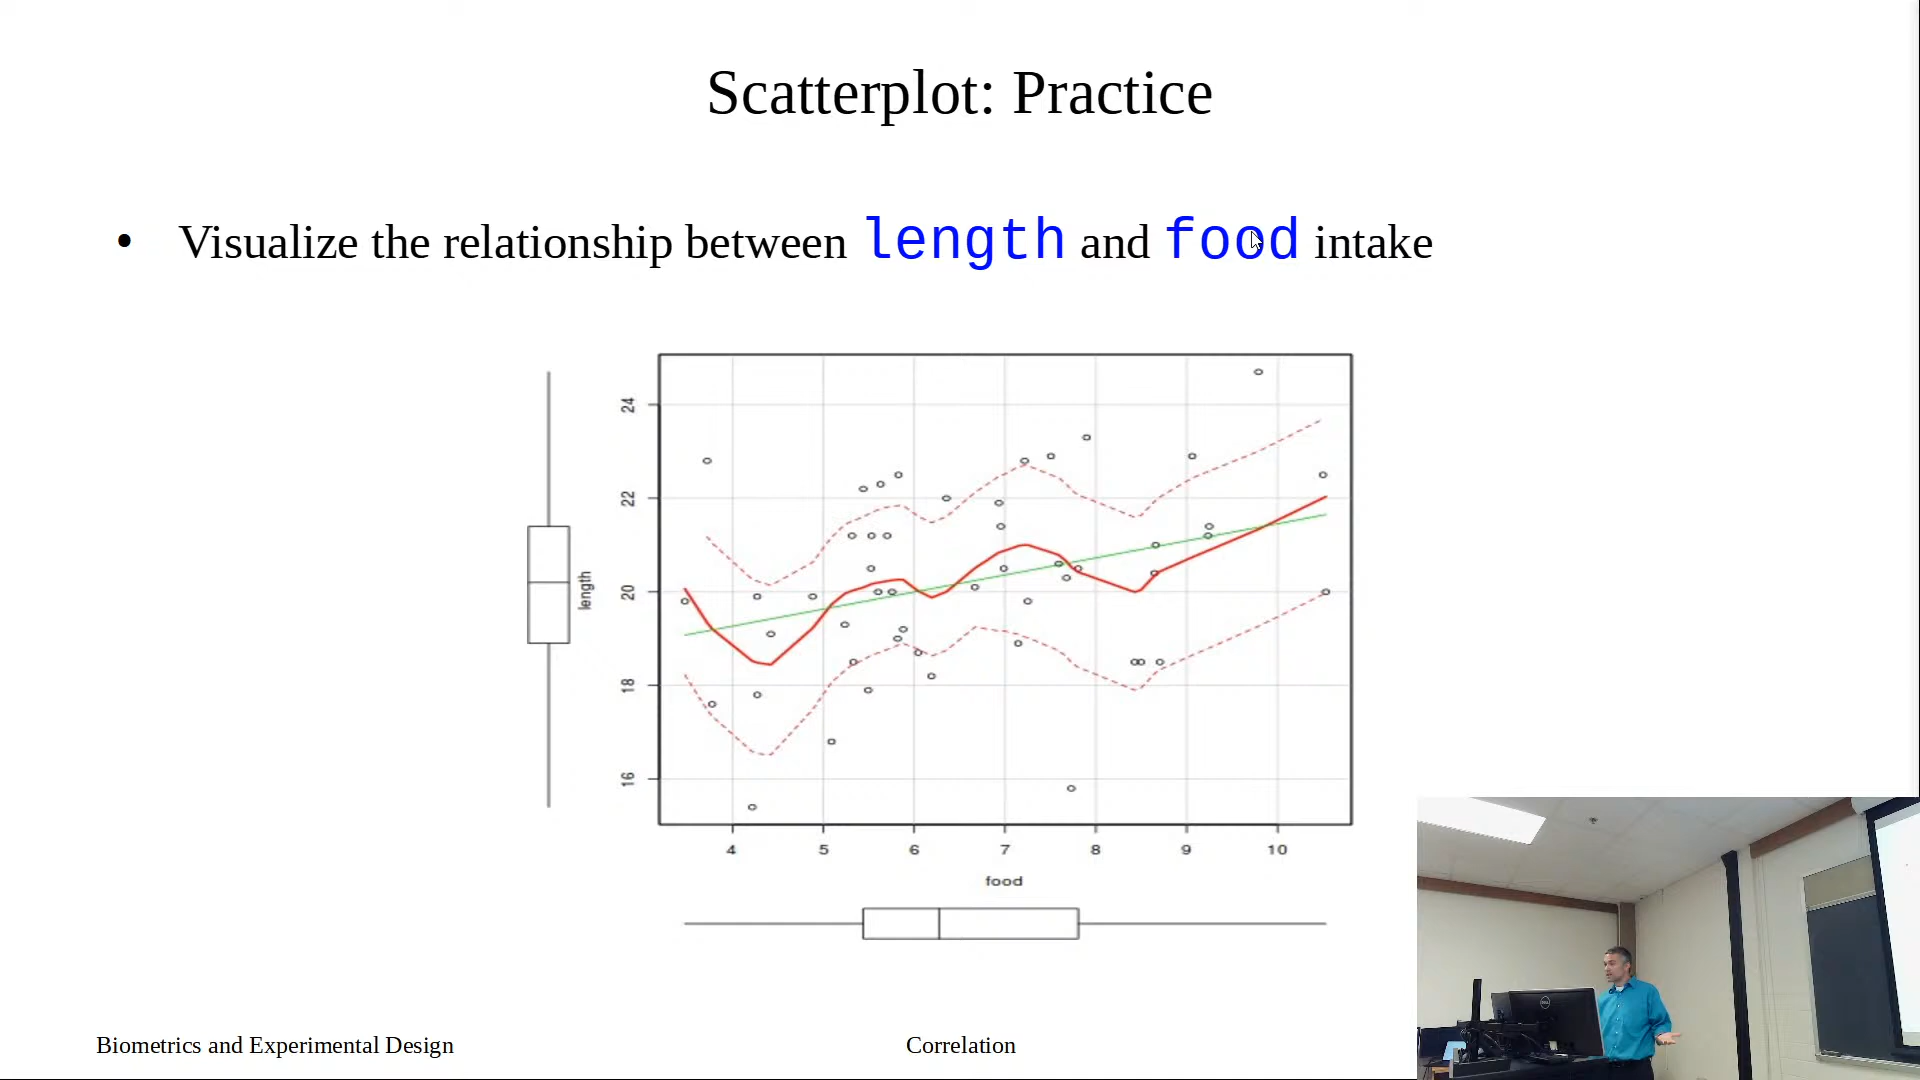 Scatterplot: Practice
• Visualize the relationship between length and food intake
24
22
20
18
16
length
4 5 6 7 8 9 10
food
Biometrics and Experimental Design
Correlation